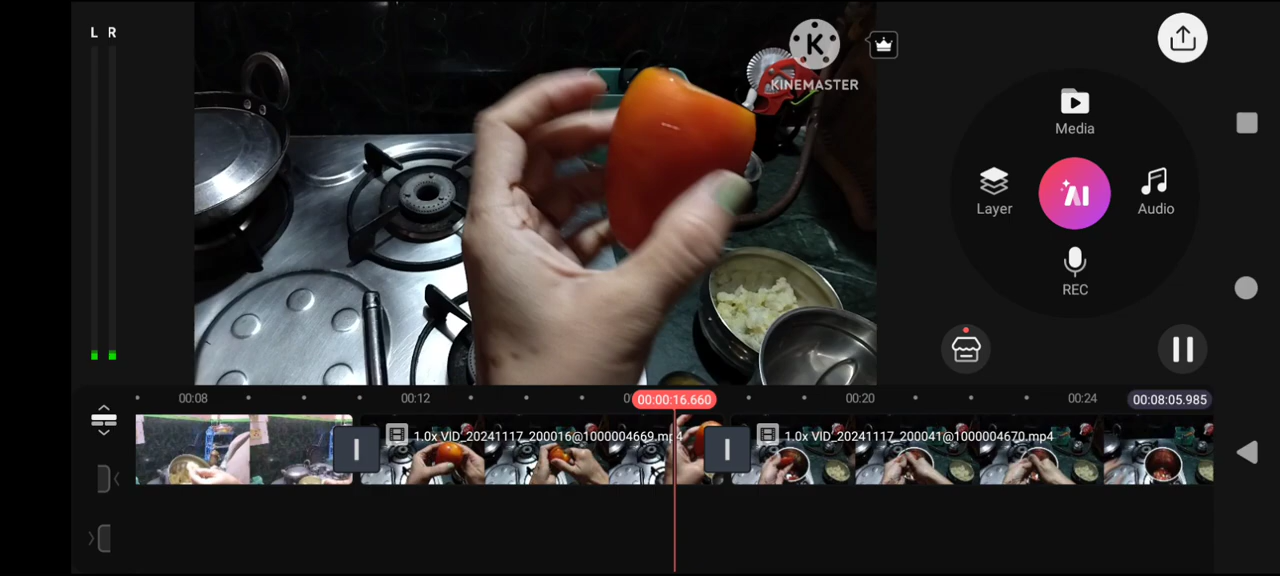 L R
KINEMASTER
Media
Layer
AI
Audio
REC
00:08
00:12
00:00:16.660
00:20
00:24
00:08:05.985
1.0x VID_20241117_200016@1000004669.mp4
1.0x VID_20241117_200041@1000004670.mp4